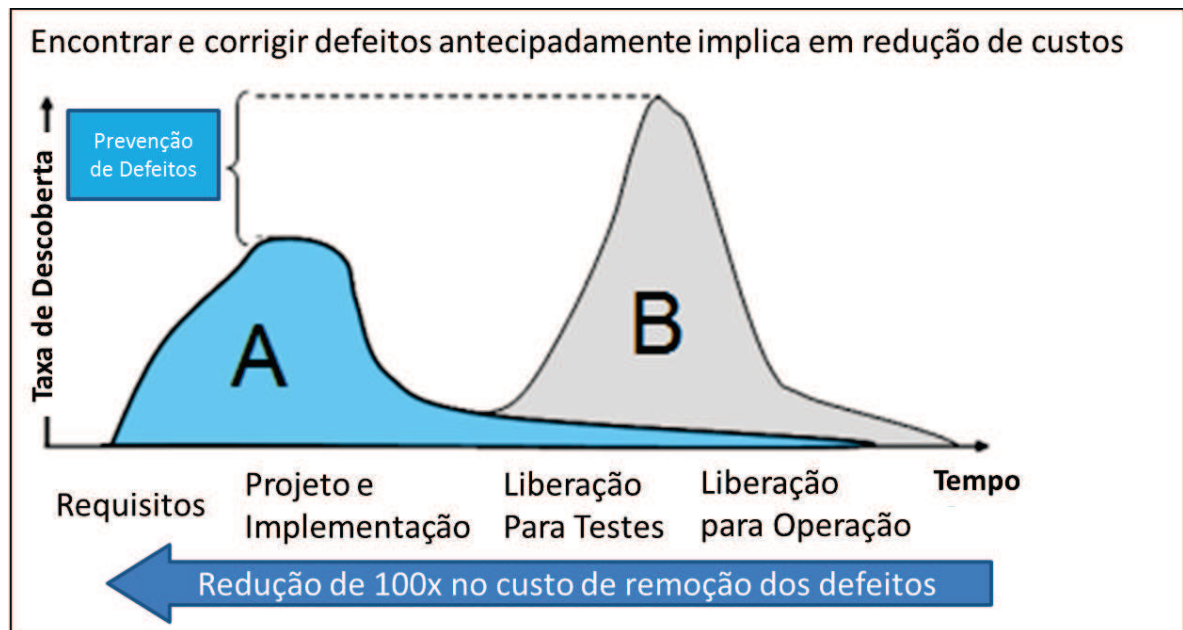 Encontrar e corrigir defeitos antecipadamente implica em redução de custos
Prevenção
de Defeitos
Taxa de Descoberta
A
B
Requisitos
Projeto e
Implementação
Liberação
Para Testes
Liberação
para Operação
Tempo
Redução de 100x no custo de remoção dos defeitos